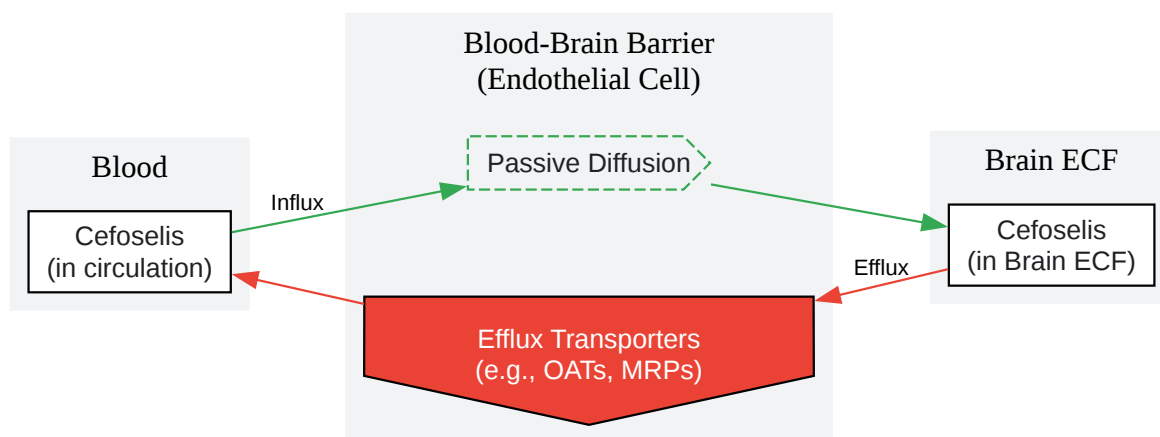 Blood-Brain Barrier
(Endothelial Cell)
Blood
Passive Diffusion
Brain ECF
Influx
Cefoselis
(in circulation)
Cefoselis
(in Brain ECF)
Efflux
Efflux Transporters
(e.g., OATs, MRPs)